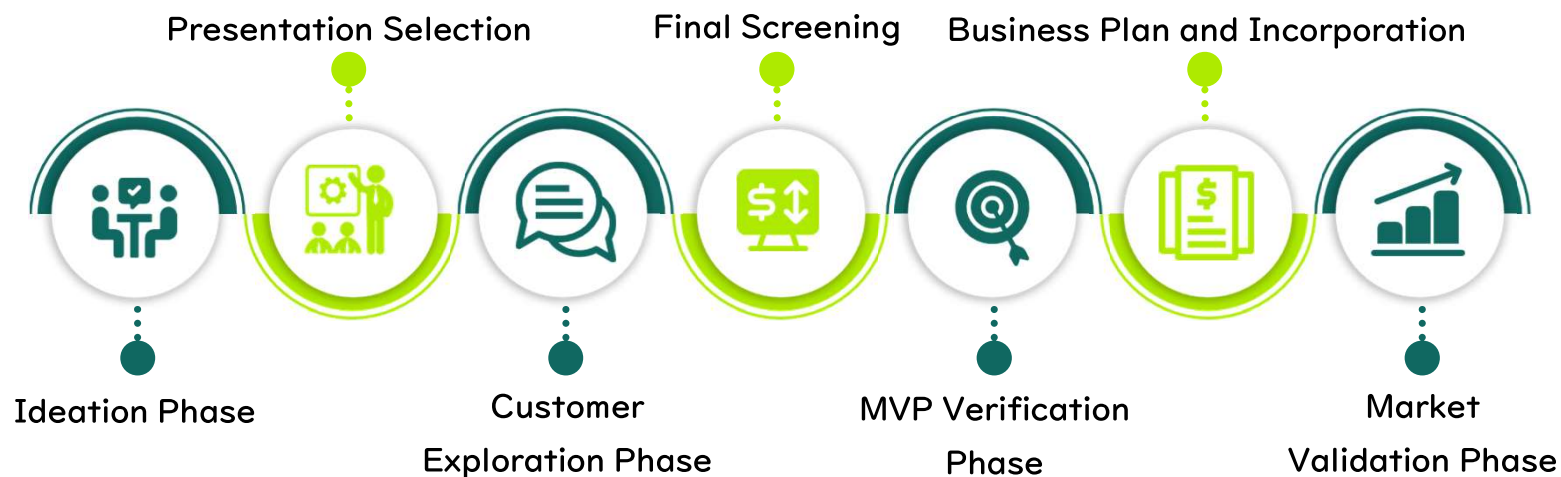 Presentation Selection
Final Screening
Business Plan and Incorporation
$
$
Ideation Phase
Customer
Exploration Phase
MVP Verification
Phase
Market
Validation Phase